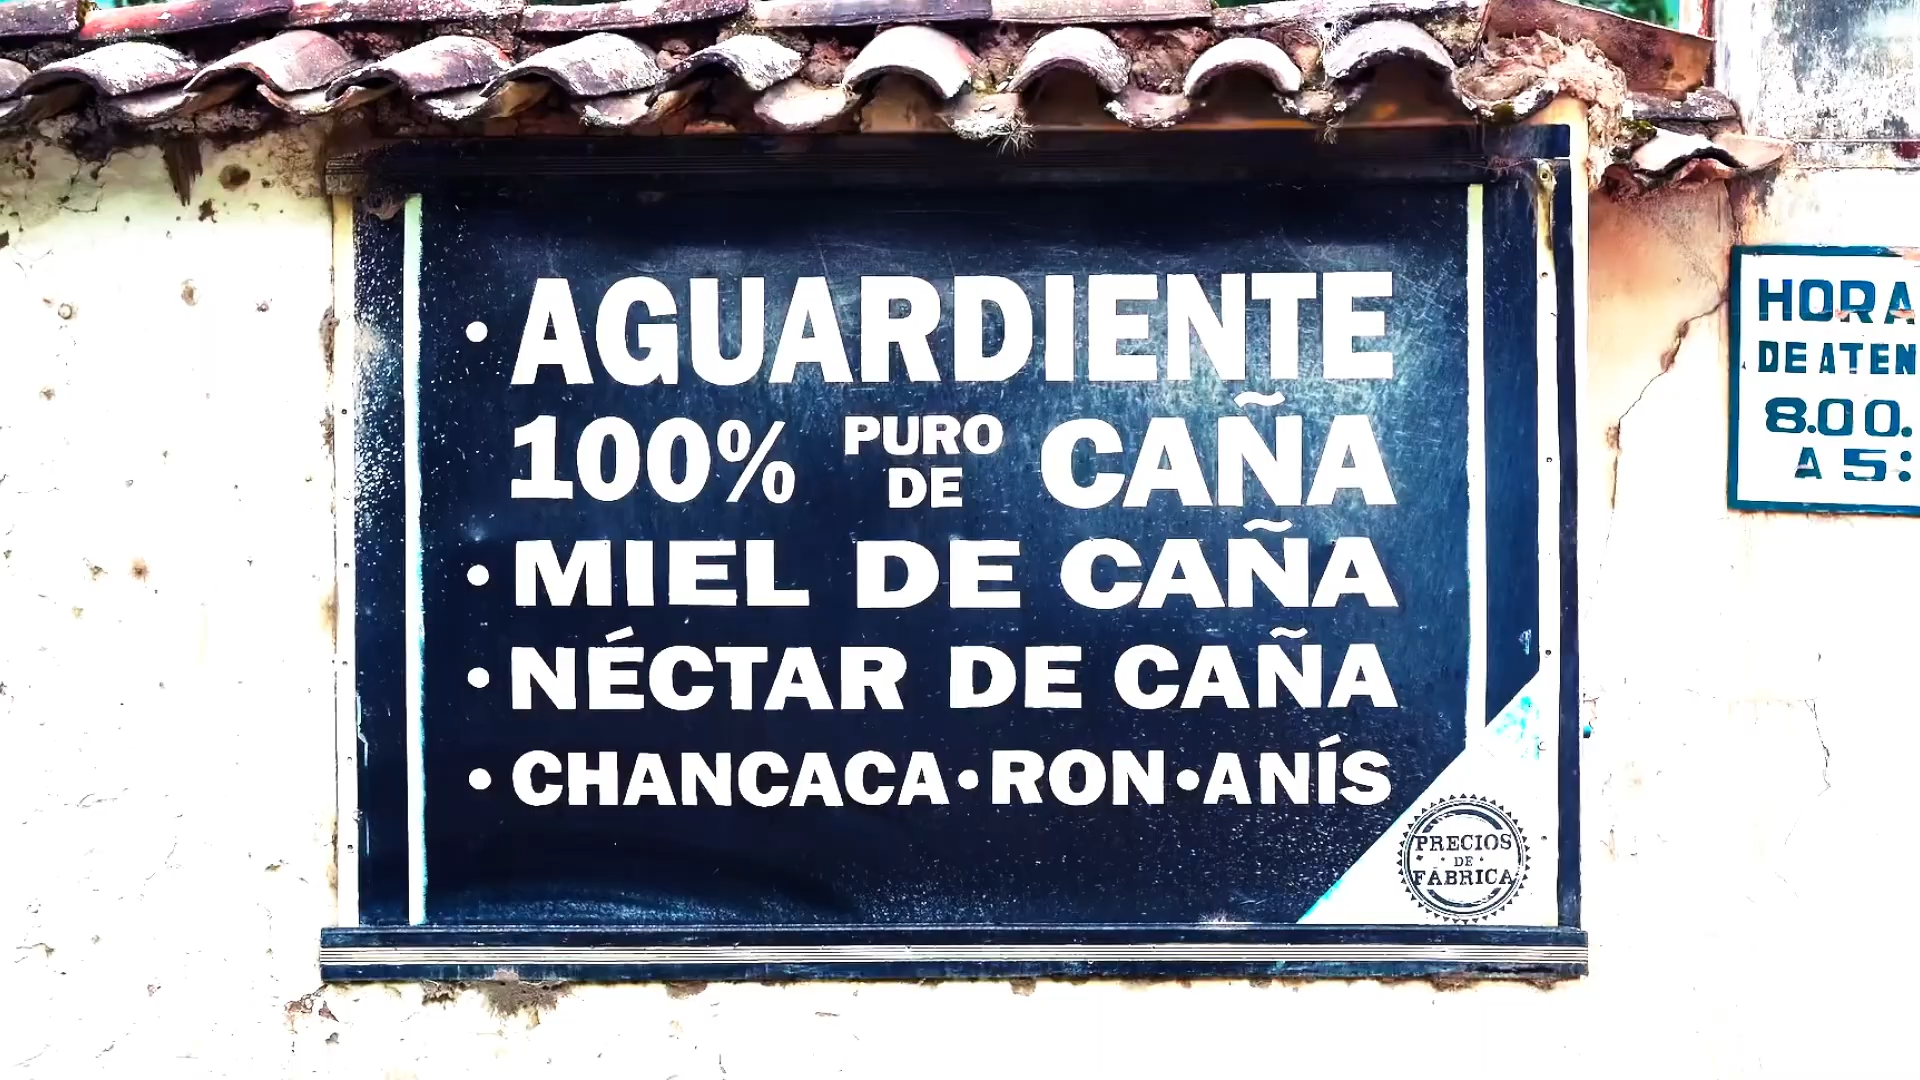 • AGUARDIENTE
100% PURO DE CAÑA
• MIEL DE CAÑA
• NÉCTAR DE CAÑA
• CHANCACA • RON • ANÍS
PRECIOS
• DE •
FÁBRICA
HORA
DE ATEN
8.00.
A 5: